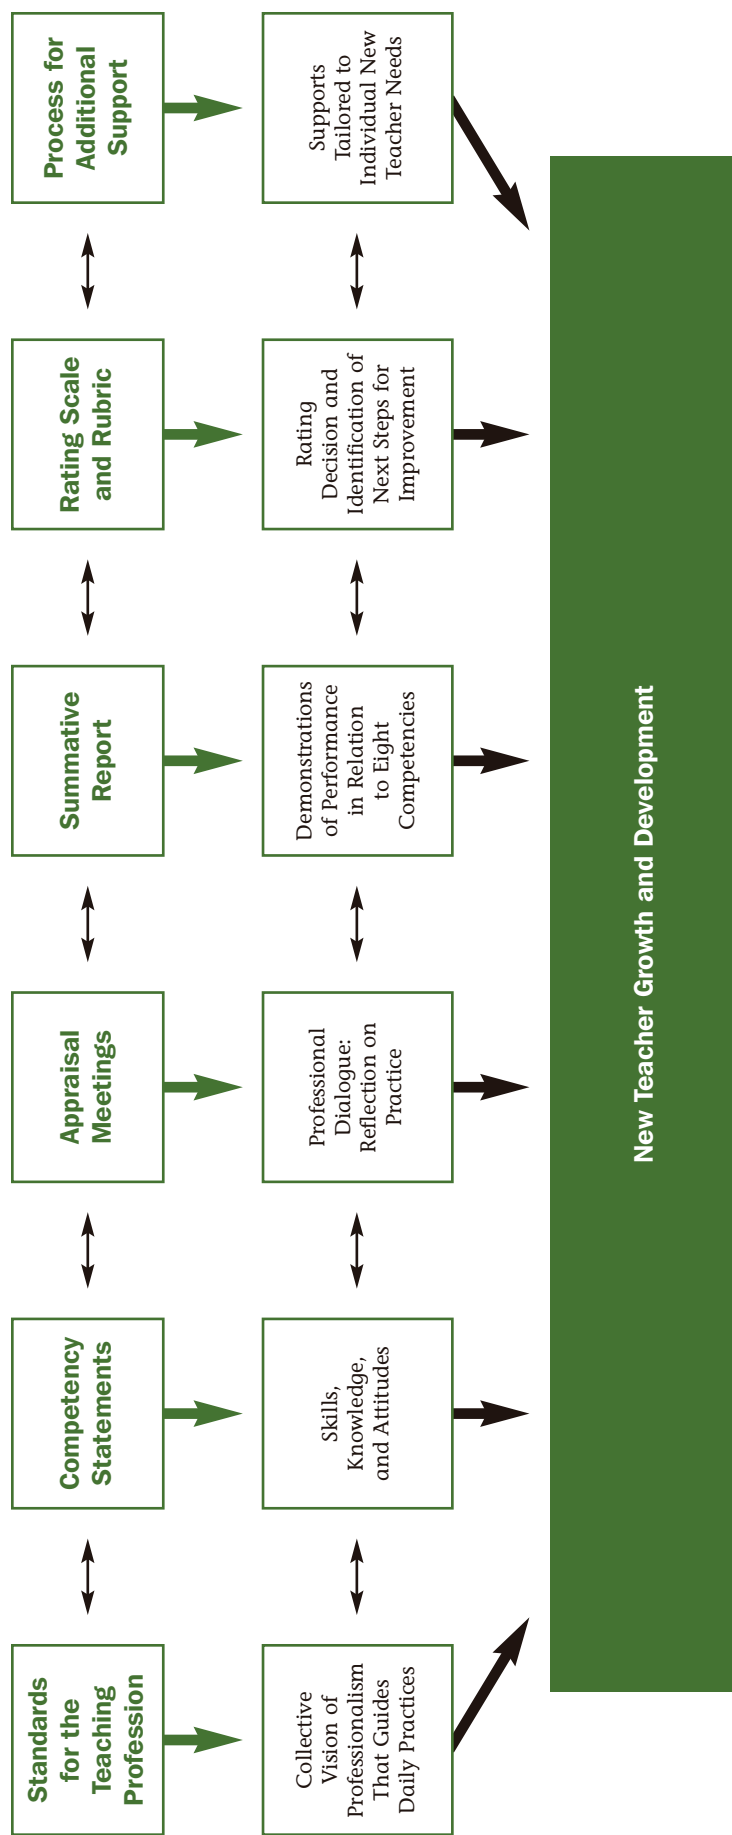 Standards
for the
Teaching
Profession
Competency
Statements
Appraisal
Meetings
Summative
Report
Rating Scale
and Rubric
Process for
Additional
Support
Collective
Vision of
Professionalism
That Guides
Daily Practices
Skills,
Knowledge,
and Attitudes
Professional
Dialogue:
Reflection on
Practice
Demonstrations
of Performance
in Relation
to Eight
Competencies
Rating
Decision and
Identification of
Next Steps for
Improvement
Supports
Tailored to
Individual New
Teacher Needs
New Teacher Growth and Development